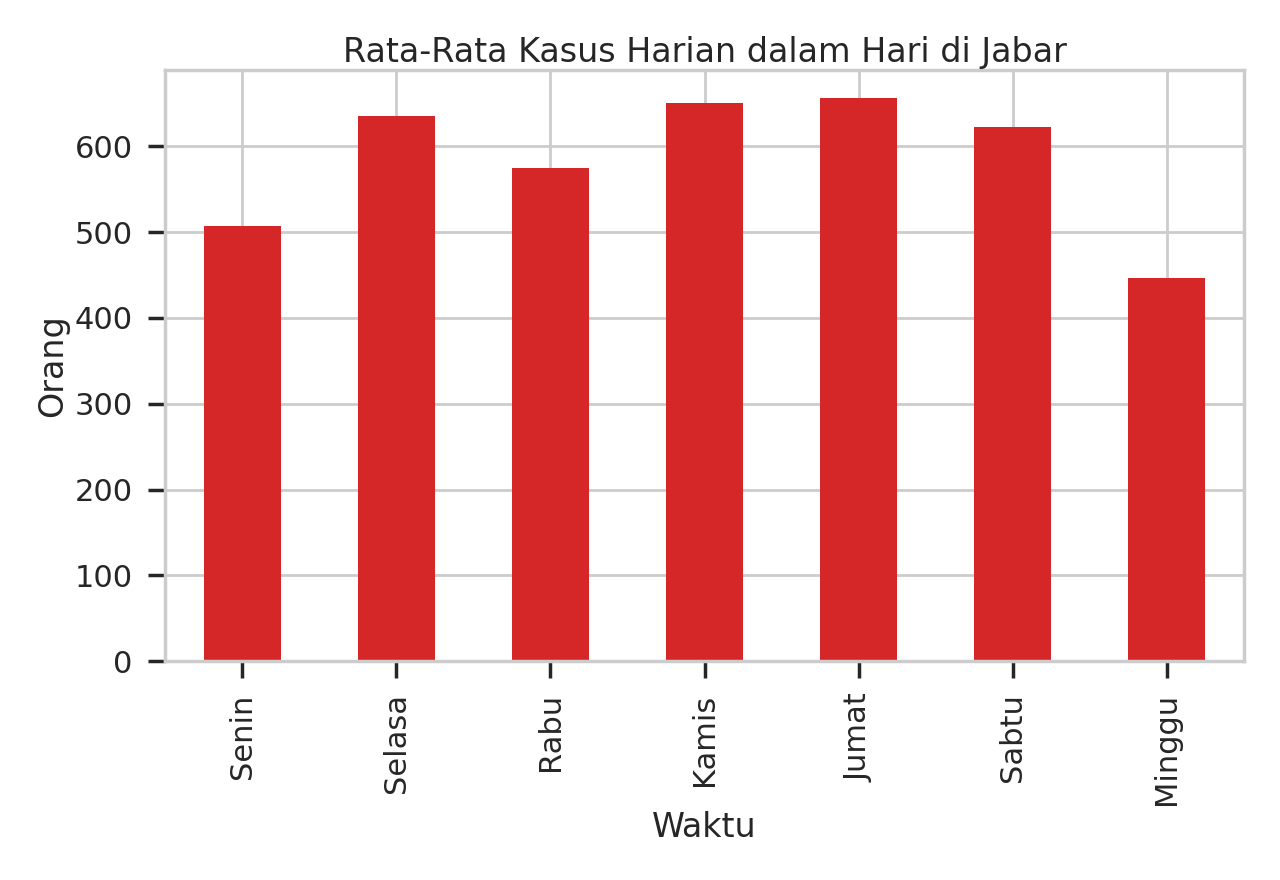 Rata-Rata Kasus Harian dalam Hari di Jabar
600
500
400
300
200
100
0
Orang
Senin
Selasa
Rabu
Kamis
Jumat
Sabtu
Minggu
Waktu